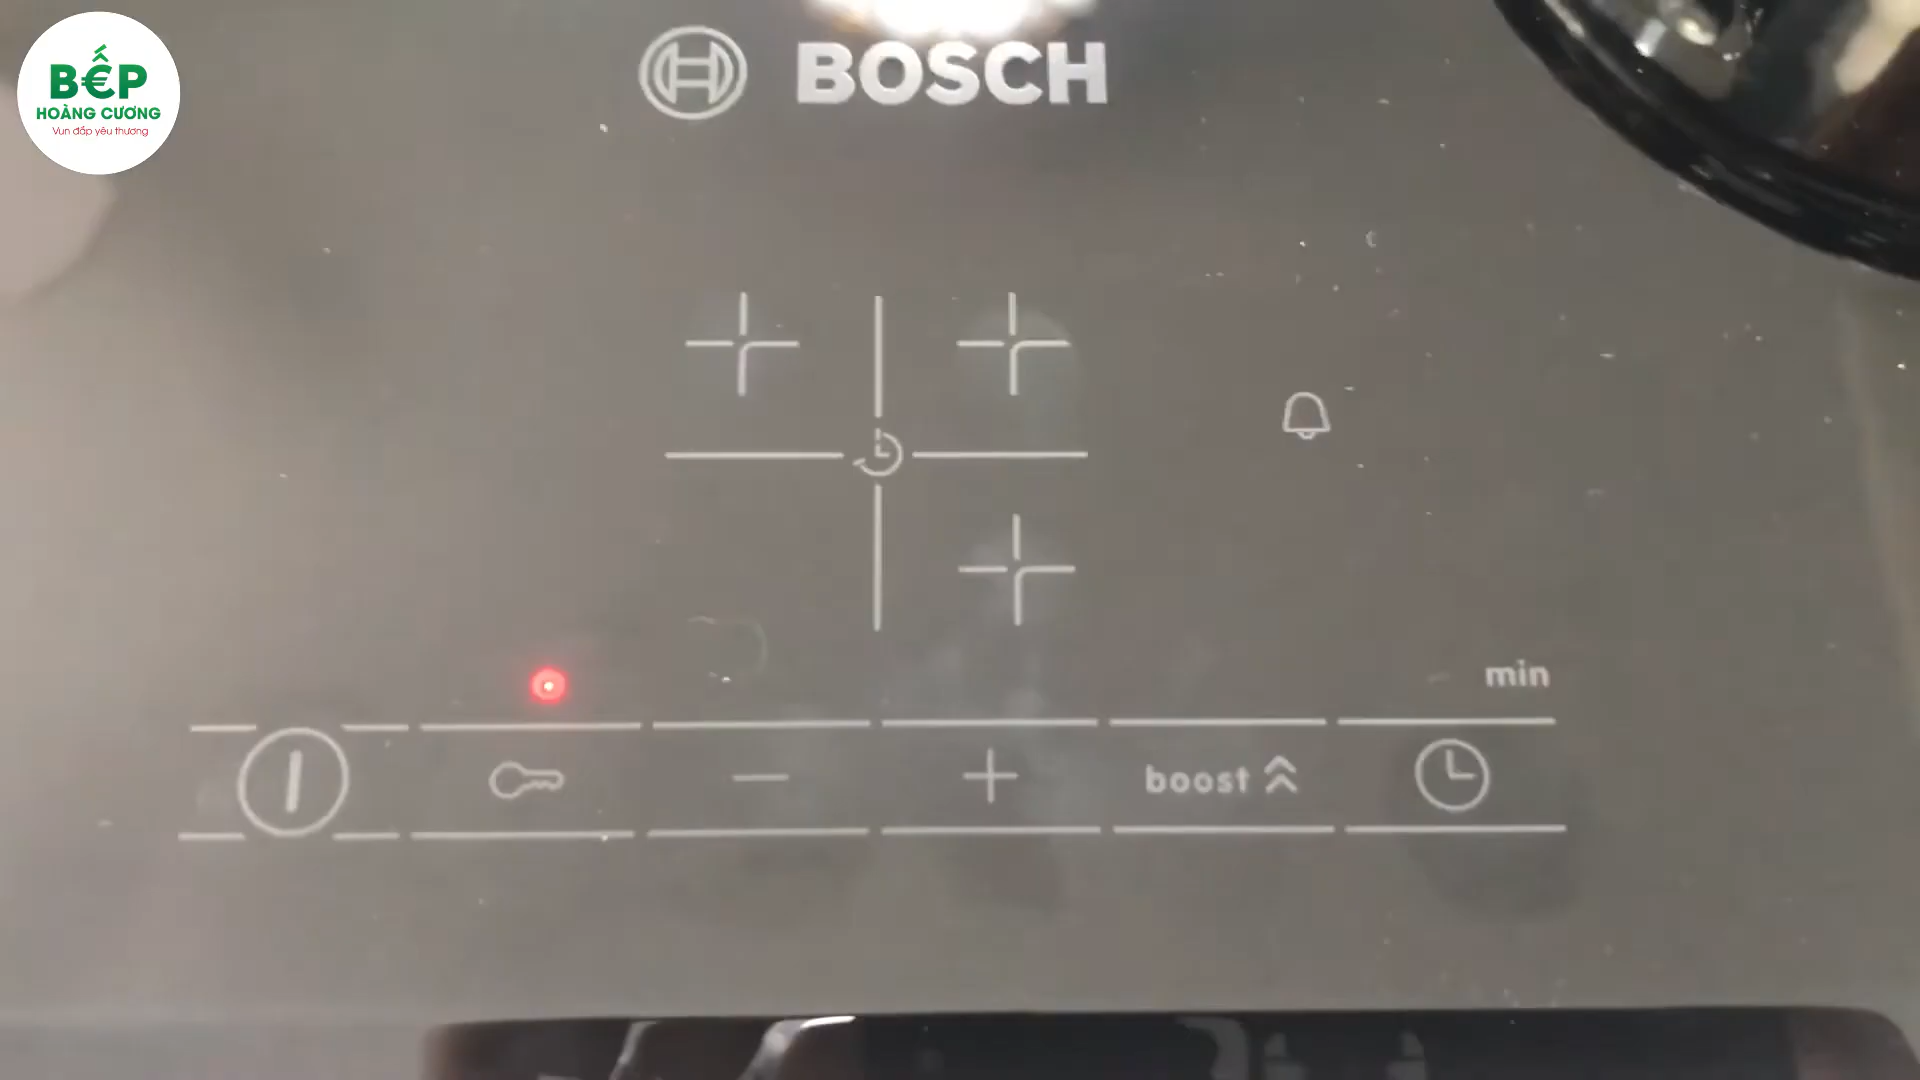 BẾP
HOÀNG CƯƠNG
Vun đắp yêu thương
BOSCH
min
boost